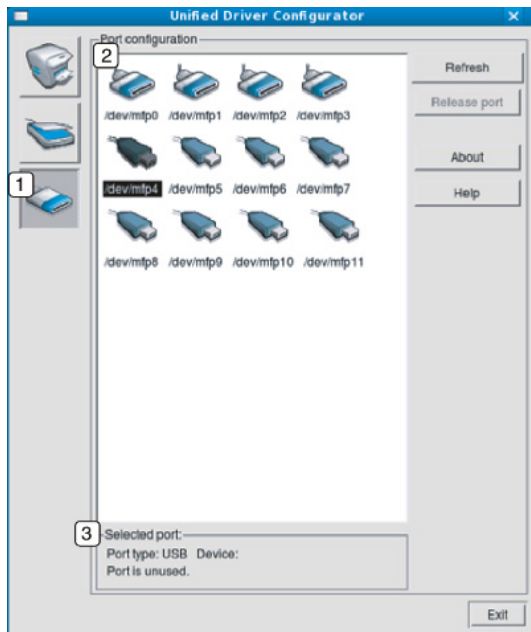 Unified Driver Configurator
Port configuration
2
/dev/mfp0 /dev/mfp1 /dev/mfp2 /dev/mfp3
Refresh
Release port
1
/dev/mfp4 /dev/mfp5 /dev/mfp6 /dev/mfp7
About
Help
/dev/mfp8 /dev/mfp9 /dev/mfp10 /dev/mfp11
3
Selected port:
Port type: USB Device:
Port is unused.
Exit